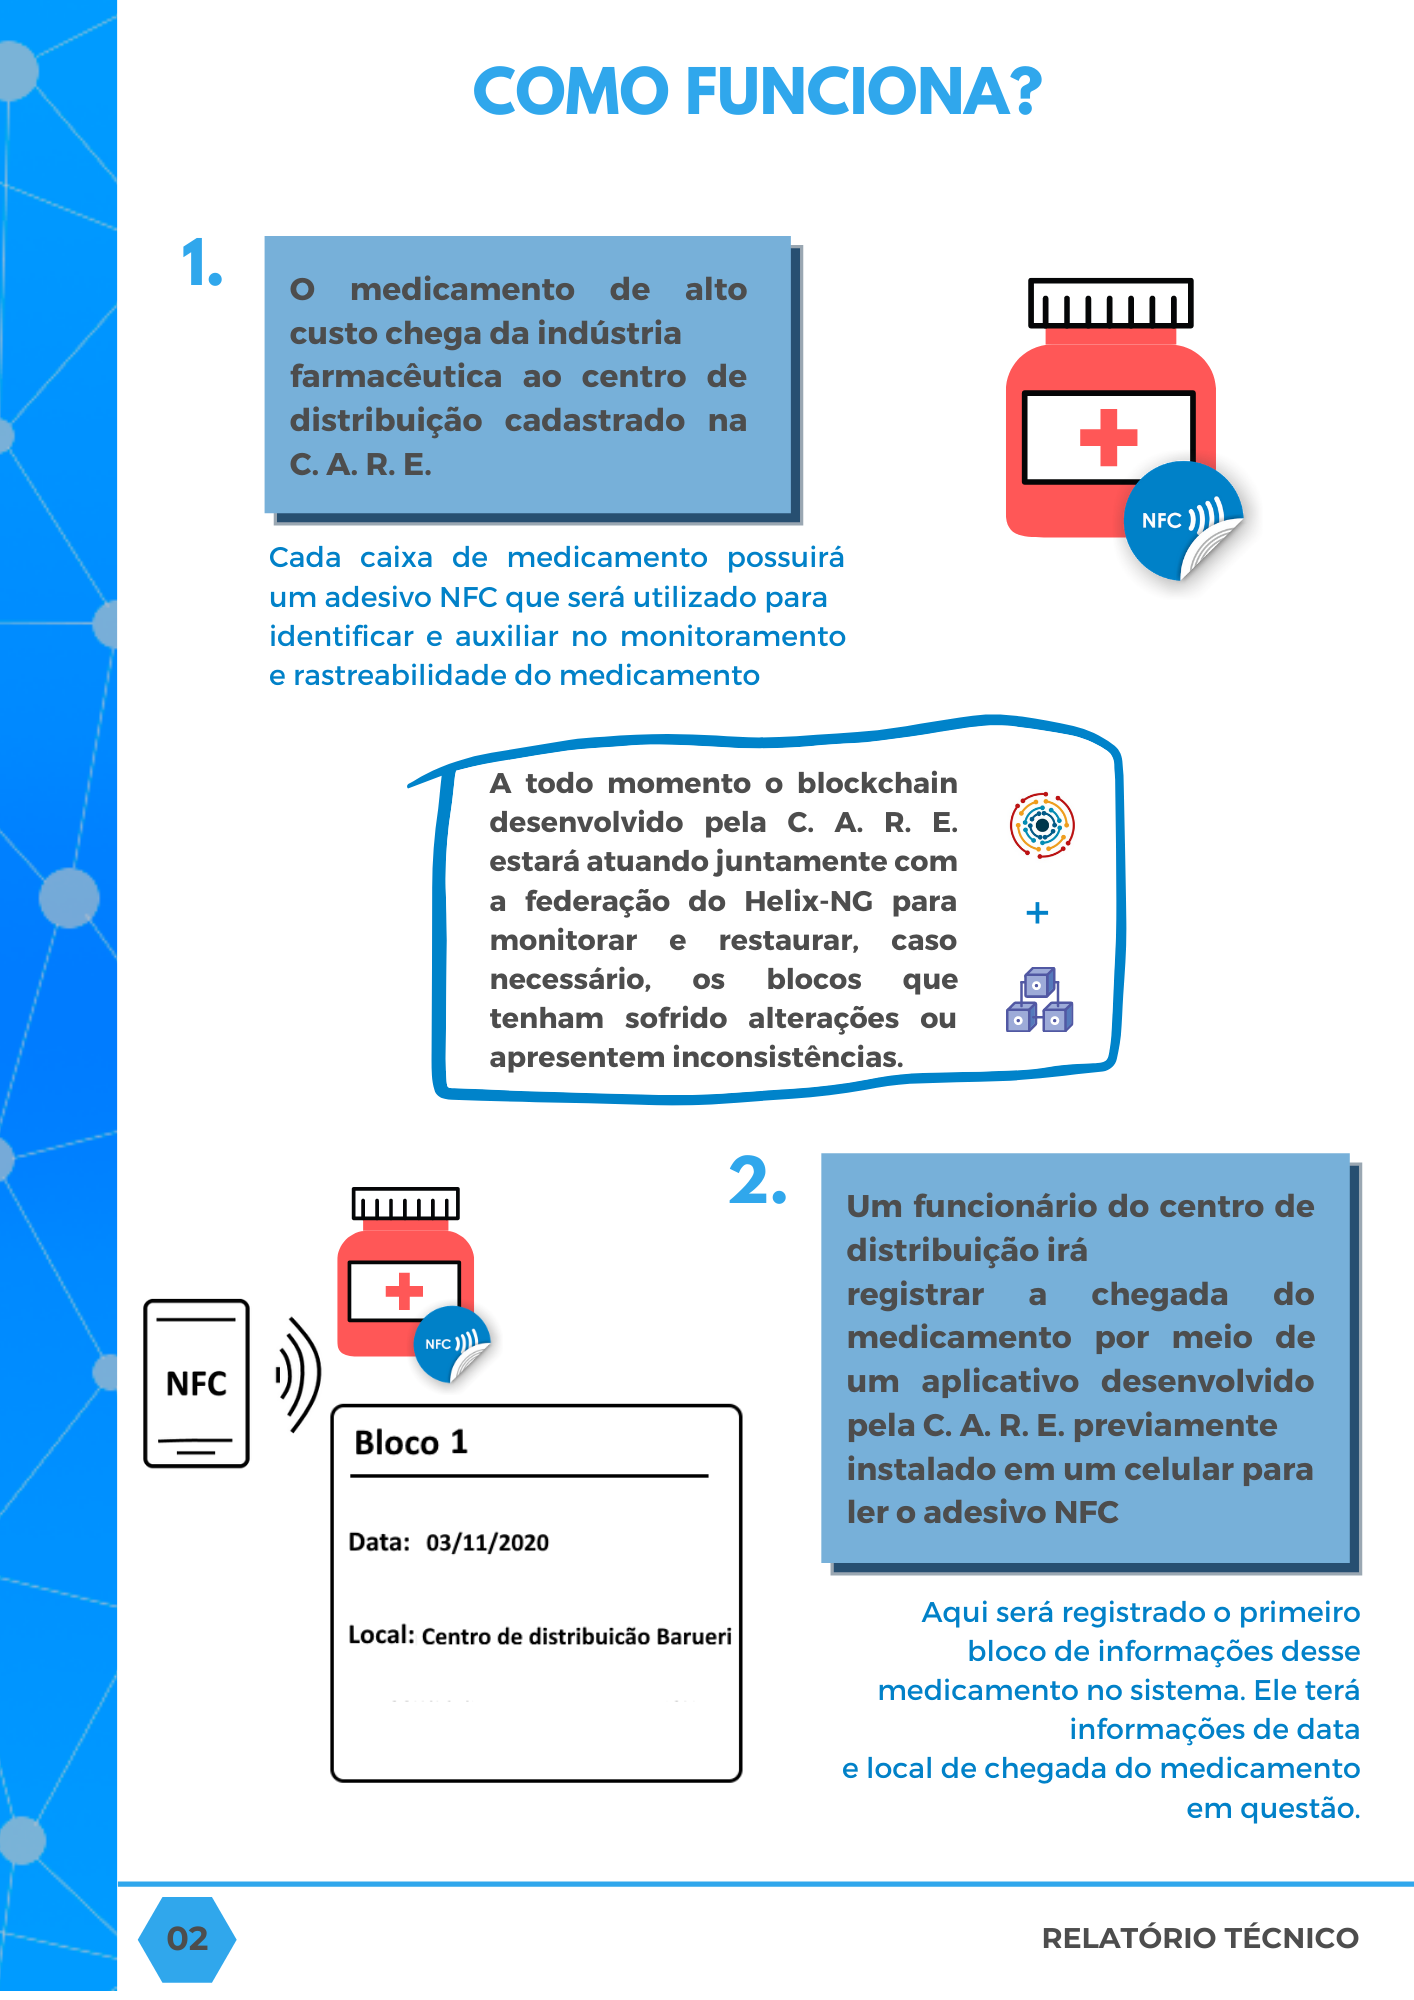 COMO FUNCIONA?
1.
O medicamento de alto
custo chega da indústria
farmacêutica ao centro de
distribuição cadastrado na
C. A. R. E.
NFC
Cada caixa de medicamento possuirá
um adesivo NFC que será utilizado para
identificar e auxiliar no monitoramento
e rastreabilidade do medicamento
A todo momento o blockchain
desenvolvido pela C. A. R. E.
estará atuando juntamente com
a federação do Helix-NG para
monitorar e restaurar, caso
necessário, os blocos que
tenham sofrido alterações ou
apresentem inconsistências.
+
2.
Um funcionário do centro de
distribuição irá
registrar a chegada do
medicamento por meio de
um aplicativo desenvolvido
pela C. A. R. E. previamente
instalado em um celular para
ler o adesivo NFC
NFC
NFC
Bloco 1
Data: 03/11/2020
Local: Centro de distribuicão Barueri
Aqui será registrado o primeiro
bloco de informações desse
medicamento no sistema. Ele terá
informações de data
e local de chegada do medicamento
em questão.
02
RELATÓRIO TÉCNICO